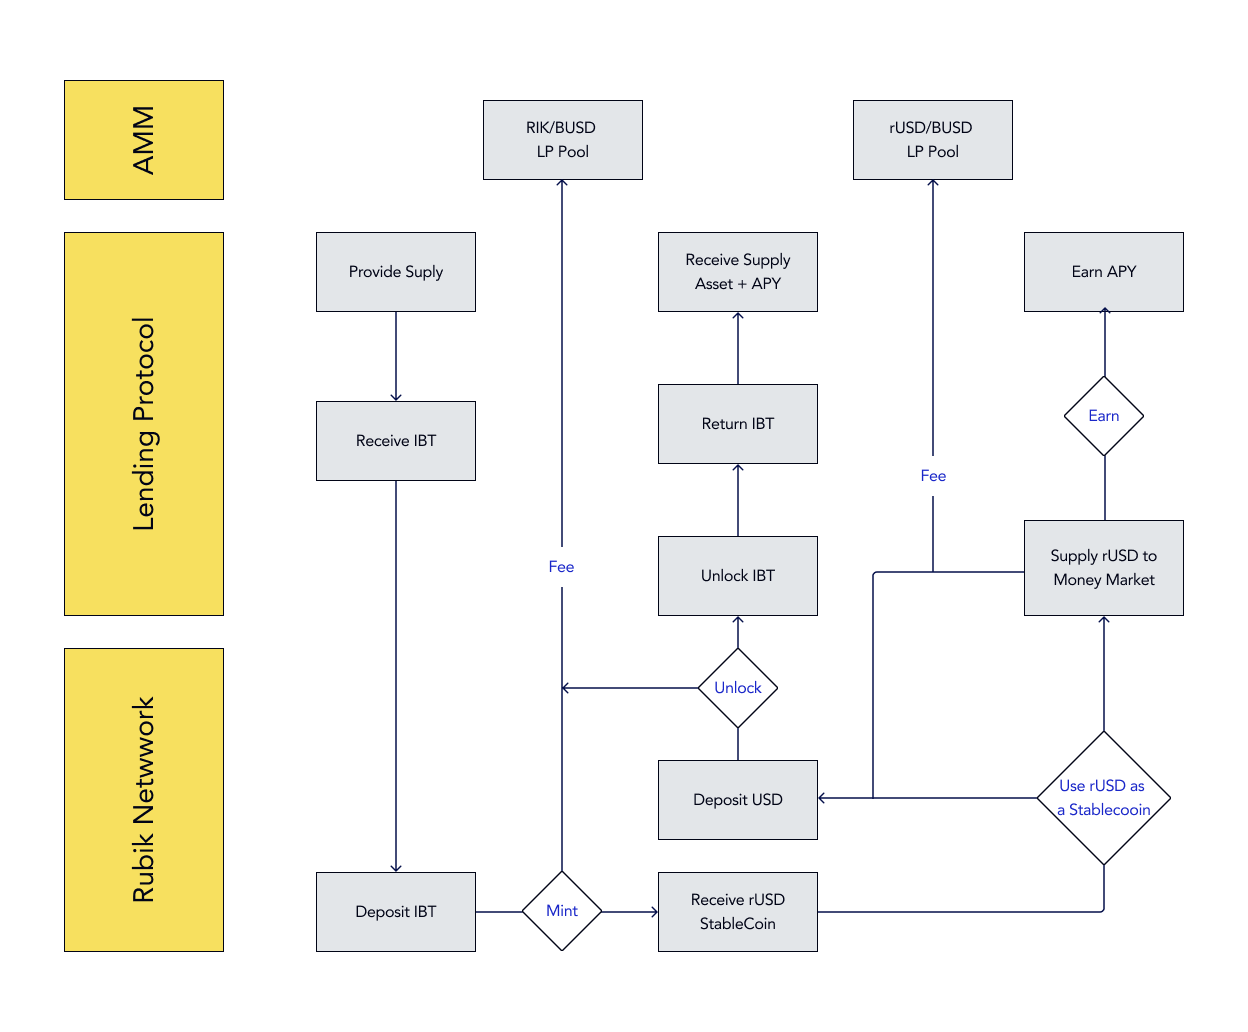 AMM
RIK/BUSD
LP Pool
rUSD/BUSD
LP Pool
Lending Protocol
Provide Suply
Receive Supply
Asset + APY
Earn APY
Receive IBT
Return IBT
Earn
Fee
Fee
Unlock IBT
Supply rUSD to
Money Market
Rubik Netwwork
Unlock
Deposit USD
Use rUSD as
a Stablecooin
Deposit IBT
Mint
Receive rUSD
StableCoin